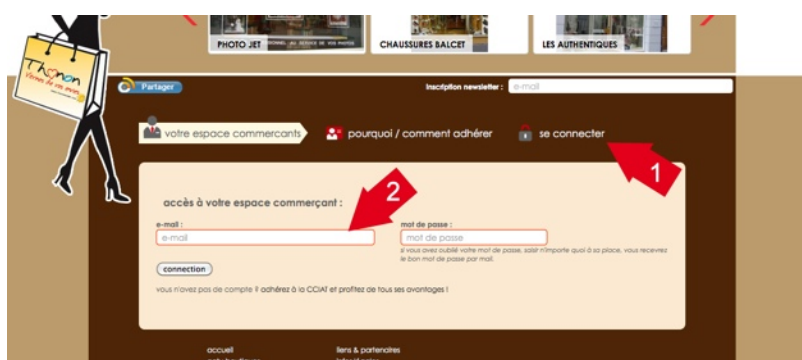 PHOTO JET
CHAUSSURES BALCET
LES AUTHENTIQUES
Thonon
Partager
Inscription newsletter :
e-mail
votre espace commercants
pourquoi / comment adhérer
se connecter
1
2
accès à votre espace commerçant :
e-mail :
mot de passe :
e-mail
mot de passe
si vous avez oublié votre mot de passe, saisir n'importe quoi à sa place, vous recevrez
le bon mot de passe par mail.
connection
vous n'avez pas de compte ? adhérez à la CCIAT et profitez de tous ses avantages !
accueil
liens & partenaires